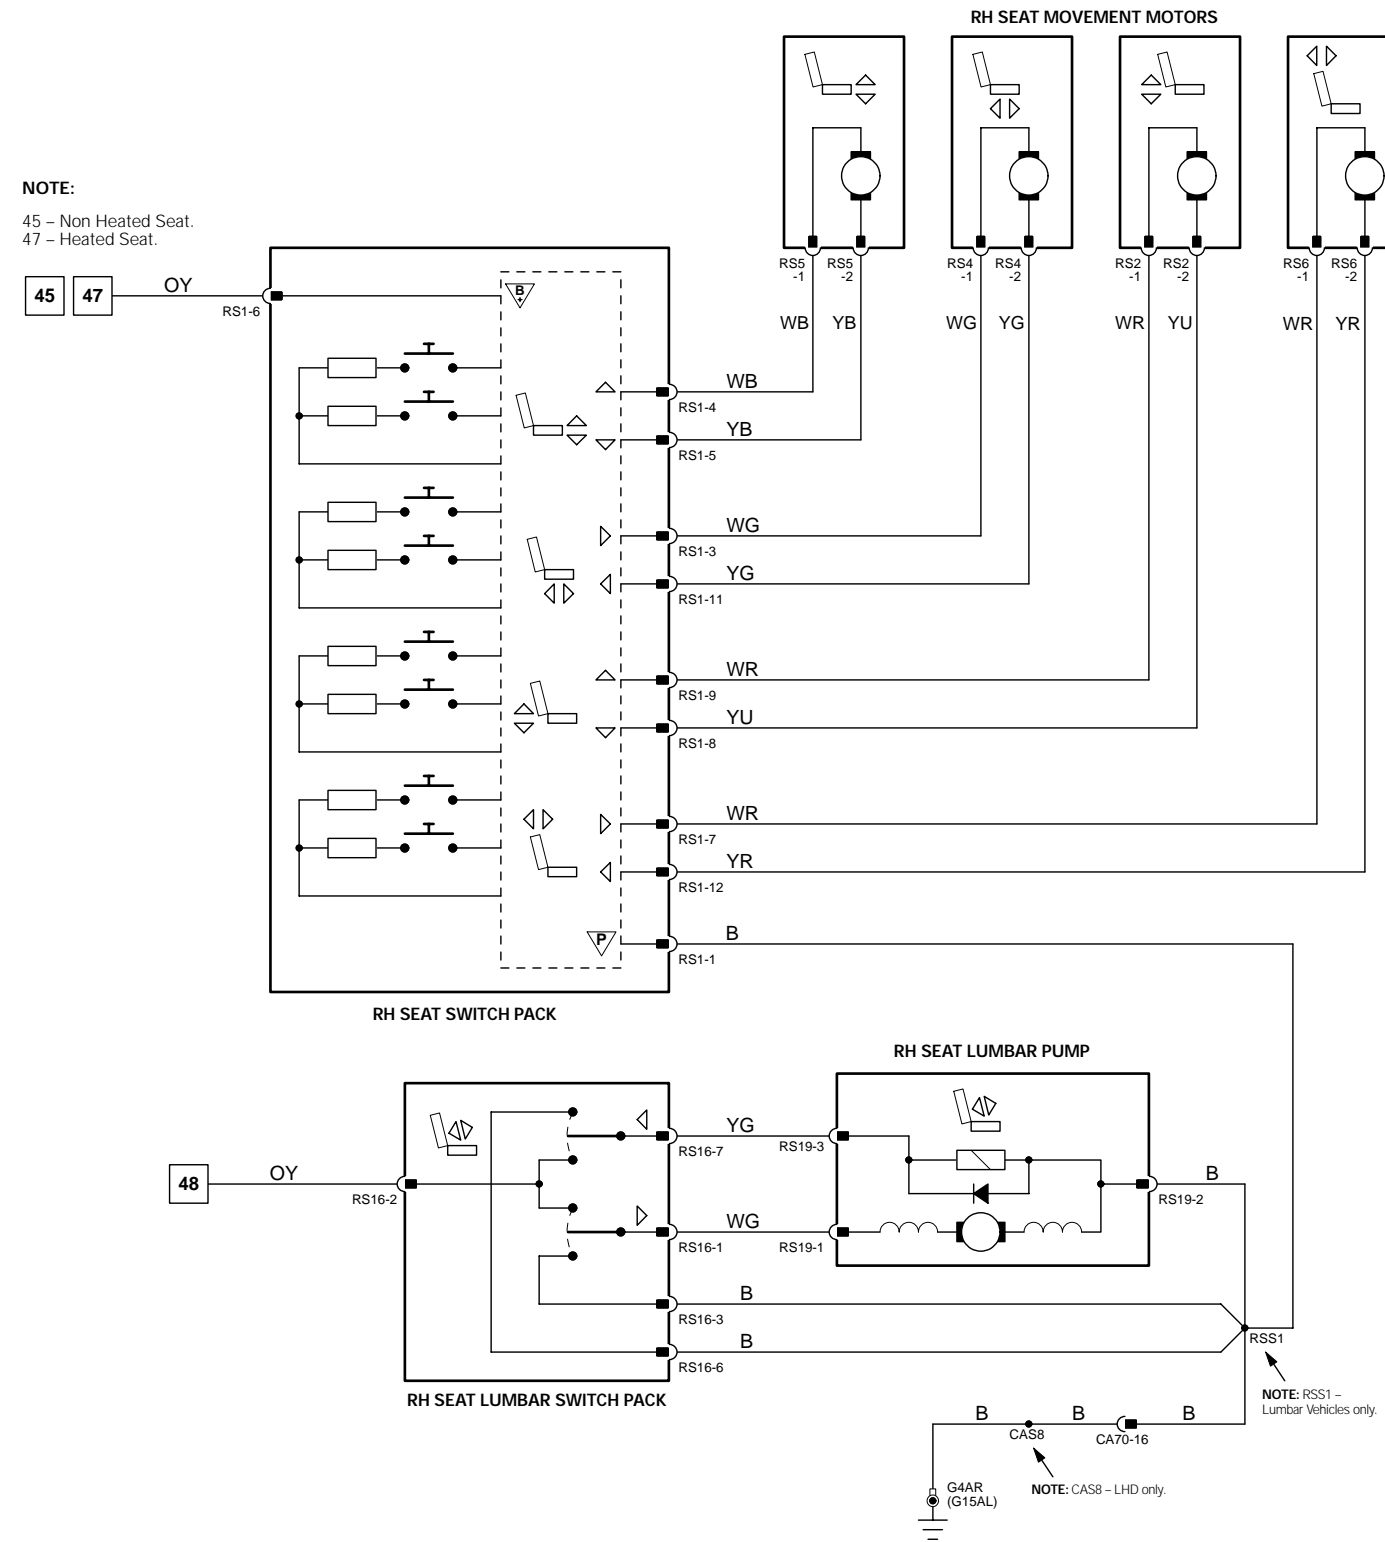 RH SEAT MOVEMENT MOTORS
NOTE:
45 – Non Heated Seat.
47 – Heated Seat.
45 47 OY
RS1-6
B
+
RS5
-1
RS5
-2
RS4
-1
RS4
-2
RS2
-1
RS2
-2
RS6
-1
RS6
-2
WB YB WG YG WR YU WR YR
WB
RS1-4
YB
RS1-5
WG
RS1-3
YG
RS1-11
WR
RS1-9
YU
RS1-8
WR
RS1-7
YR
RS1-12
P
B
RS1-1
RH SEAT SWITCH PACK
RH SEAT LUMBAR PUMP
48 OY
RS16-2
YG
RS16-7
RS19-3
WG
RS16-1
RS19-1
B
RS19-2
B
RS16-3
B
RS16-6
RSS1
RH SEAT LUMBAR SWITCH PACK
NOTE: RSS1 –
Lumbar Vehicles only.
B B B
CAS8
CA70-16
NOTE: CAS8 – LHD only.
G4AR
(G15AL)